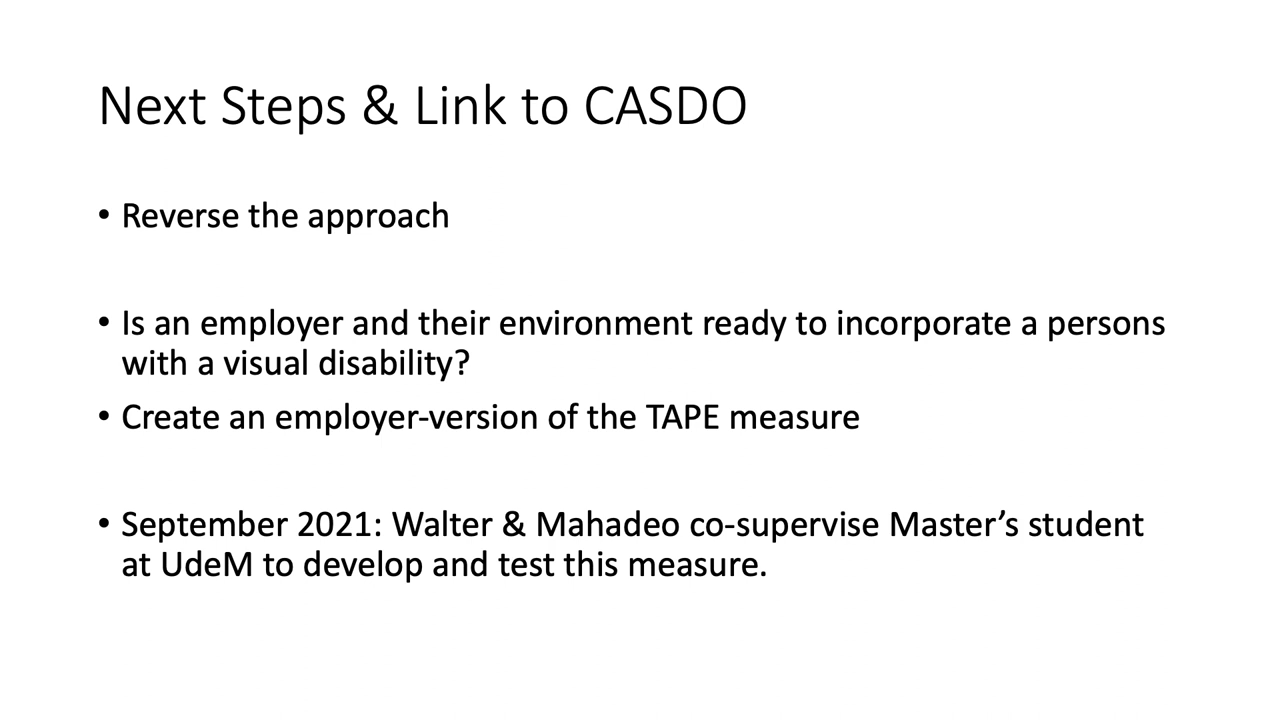 Next Steps & Link to CASDO
• Reverse the approach
• Is an employer and their environment ready to incorporate a persons
with a visual disability?
• Create an employer-version of the TAPE measure
• September 2021: Walter & Mahadeo co-supervise Master’s student
at UdeM to develop and test this measure.